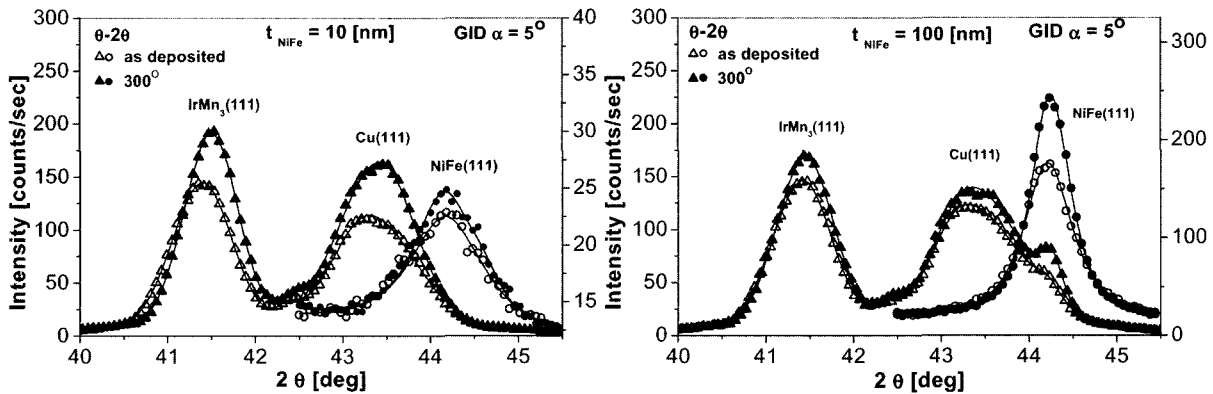 300
250
200
150
100
50
0
Intensity [counts/sec]
θ-2θ
as deposited
300°
t NiFe = 10 [nm]
GID α = 5°
IrMn3(111)
Cu(111)
NiFe(111)
40
35
30
25
20
15
40 41 42 43 44 45
2 θ [deg]
300
250
200
150
100
50
0
Intensity [counts/sec]
θ-2θ
as deposited
300°
t NiFe = 100 [nm]
GID α = 5°
IrMn3(111)
Cu(111)
NiFe(111)
300
200
100
0
40 41 42 43 44 45
2 θ [deg]